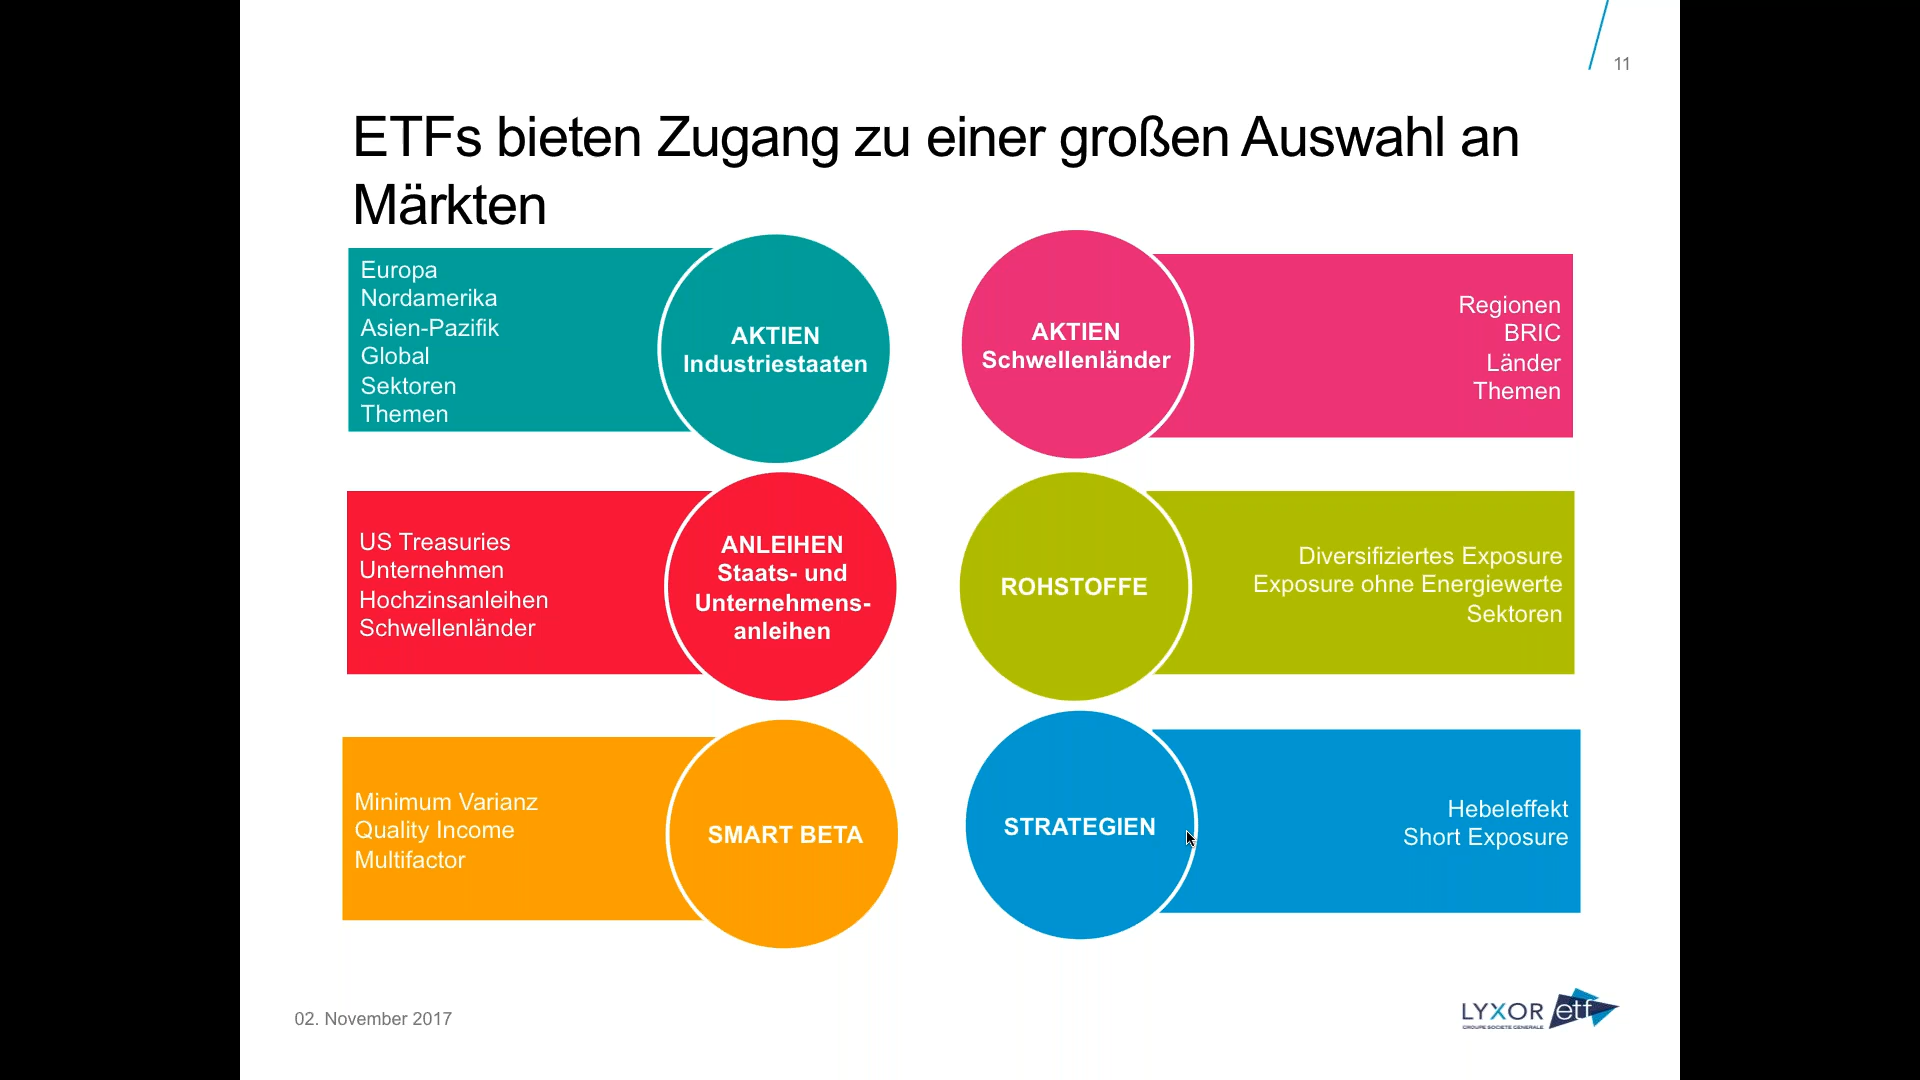 11
ETFs bieten Zugang zu einer großen Auswahl an
Märkten
Europa
Nordamerika
Asien-Pazifik
Global
Sektoren
Themen
AKTIEN
Industriestaaten
AKTIEN
Schwellenländer
Regionen
BRIC
Länder
Themen
US Treasuries
Unternehmen
Hochzinsanleihen
Schwellenländer
ANLEIHEN
Staats- und
Unternehmens-
anleihen
ROHSTOFFE
Diversifiziertes Exposure
Exposure ohne Energiewerte
Sektoren
Minimum Varianz
Quality Income
Multifactor
SMART BETA
STRATEGIEN
Hebeleffekt
Short Exposure
02. November 2017
LYXOR etf
GROUPE SOCIETE GENERALE